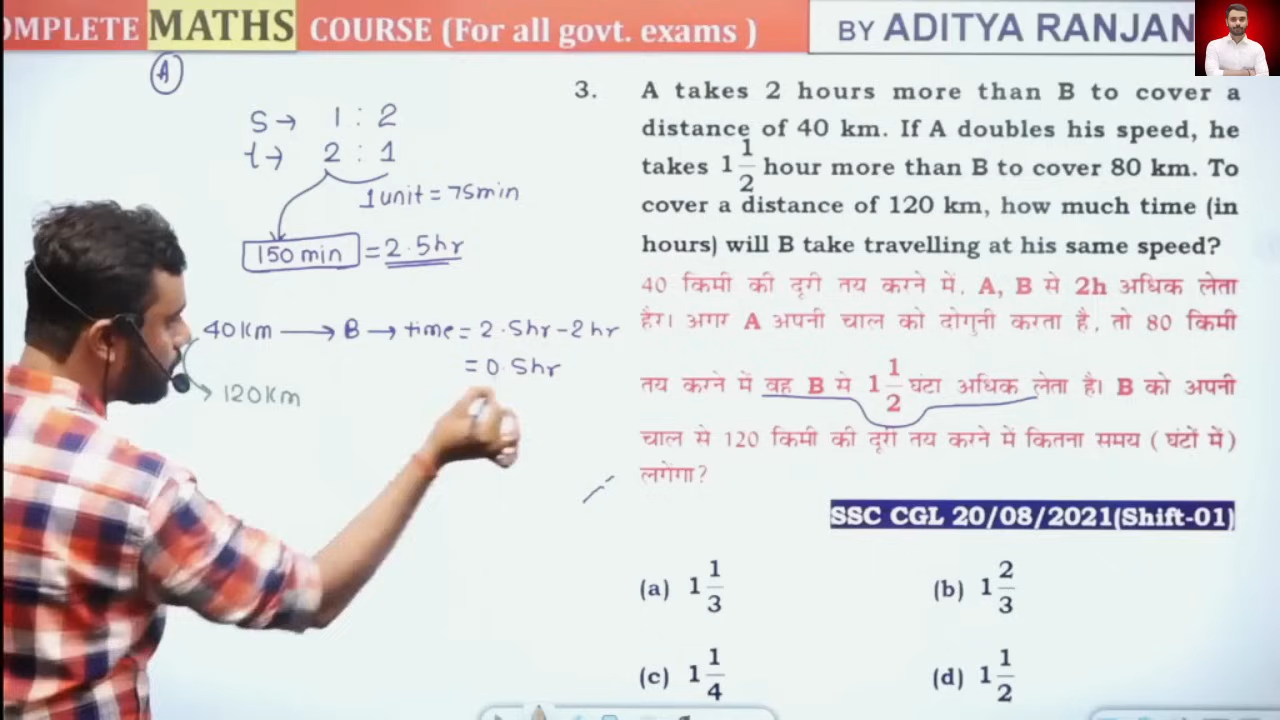 OMPLETE MATHS COURSE (For all govt. exams )
BY ADITYA RANJAN
A
S→ 1 : 2
t→ 2 : 1
1 unit = 75min
150 min = 2.5hr
40Km → B → time = 2.5hr-2hr
= 0.5hr
120Km
3. A takes 2 hours more than B to cover a
distance of 40 km. If A doubles his speed, he
takes 1 1/2 hour more than B to cover 80 km. To
cover a distance of 120 km, how much time (in
hours) will B take travelling at his same speed?
40 किमी की दूरी तय करने में, A, B से 2h अधिक लेता
हैर। अगर A अपनी चाल को दोगुनी करता है, तो 80 किमी
तय करने में वह B से 1 1/2 घंटा अधिक लेता है। B को अपनी
चाल से 120 किमी की दूरी तय करने में कितना समय (घंटों में)
लगेंगा?
SSC CGL 20/08/2021(Shift-01)
(a) 1 1/3 (b) 1 2/3
(c) 1 1/4 (d) 1 1/2